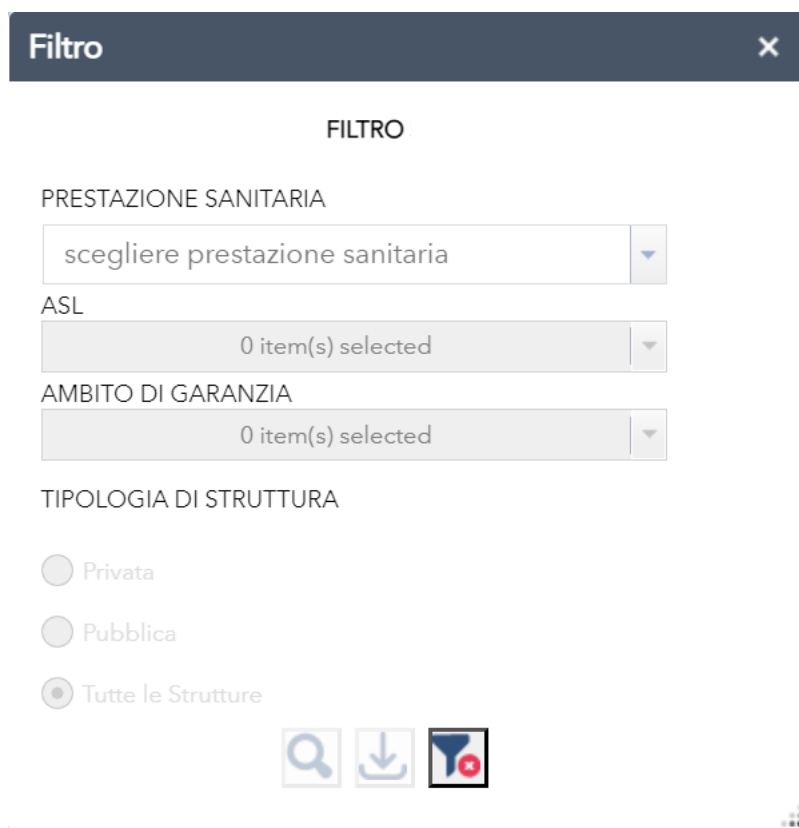 Filtro
FILTRO
PRESTAZIONE SANITARIA
scegliere prestazione sanitaria
ASL
0 item(s) selected
AMBITO DI GARANZIA
0 item(s) selected
TIPOLOGIA DI STRUTTURA
Privata
Pubblica
Tutte le Strutture